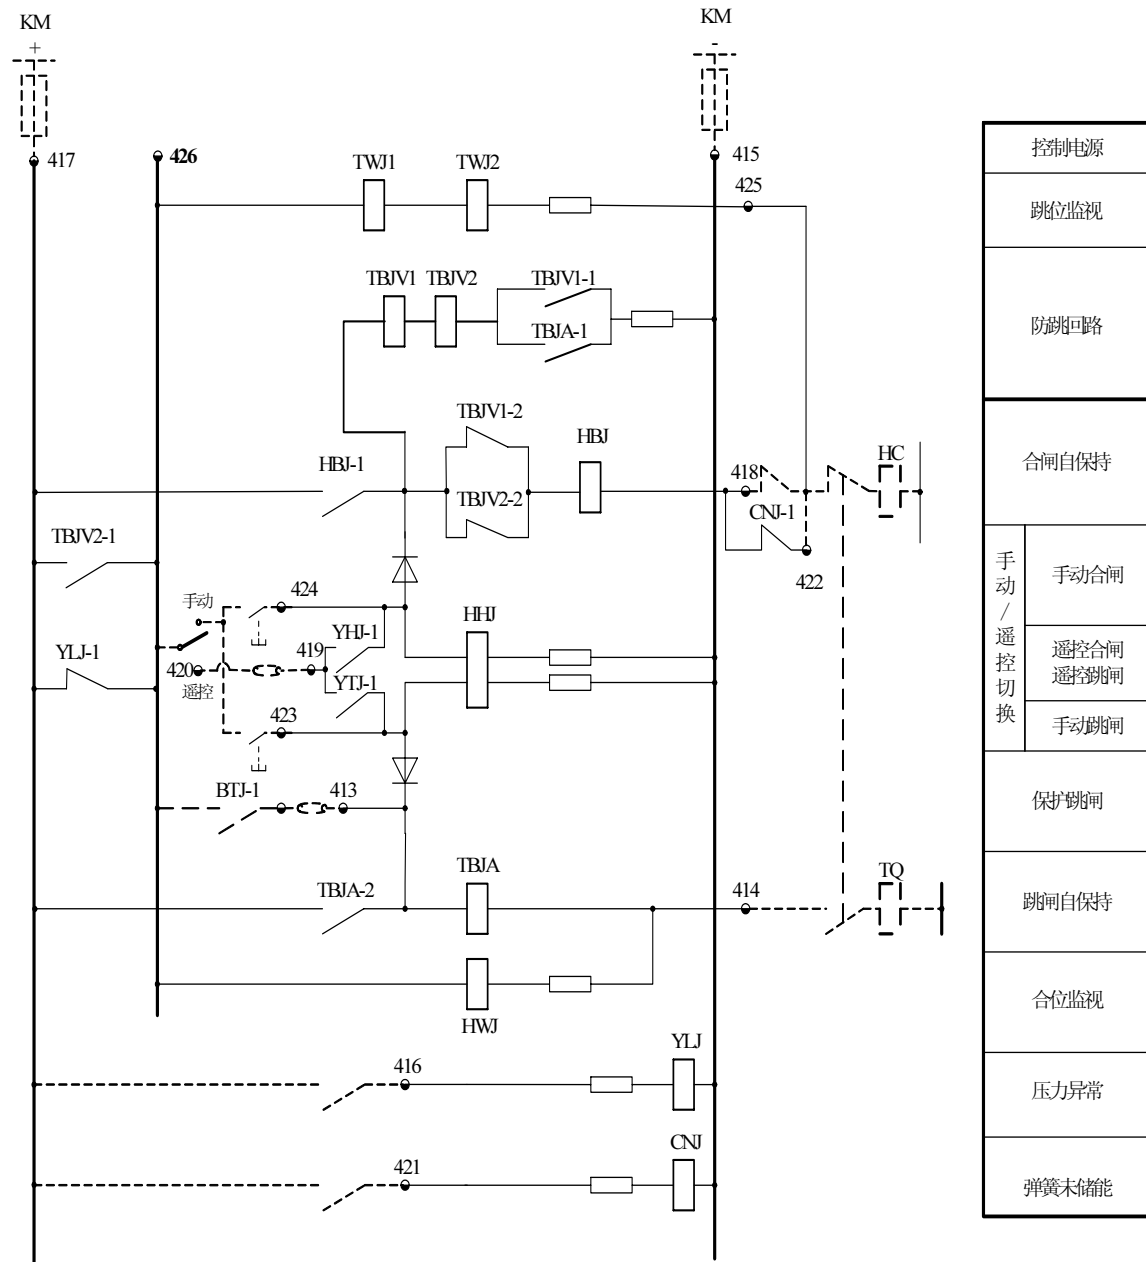 KM
+
KM
-
417
426
415
TWJ1
TWJ2
425
TBJV1
TBJV2
TBJV1-1
TBJA-1
TBJV1-2
HBJ-1
HBJ
TBJV2-2
418
HC
CNJ-1
422
TBJV2-1
手动
424
YHJ-1
HHJ
YLJ-1
420
419
遥控
YTJ-1
423
BTJ-1
413
TBJA-2
TBJA
414
TQ
HWJ
416
YLJ
421
CNJ
控制电源
跳位监视
防跳回路
合闸自保持
手动/遥控切换
手动合闸
遥控合闸
遥控跳闸
手动跳闸
保护跳闸
跳闸自保持
合位监视
压力异常
弹簧未储能